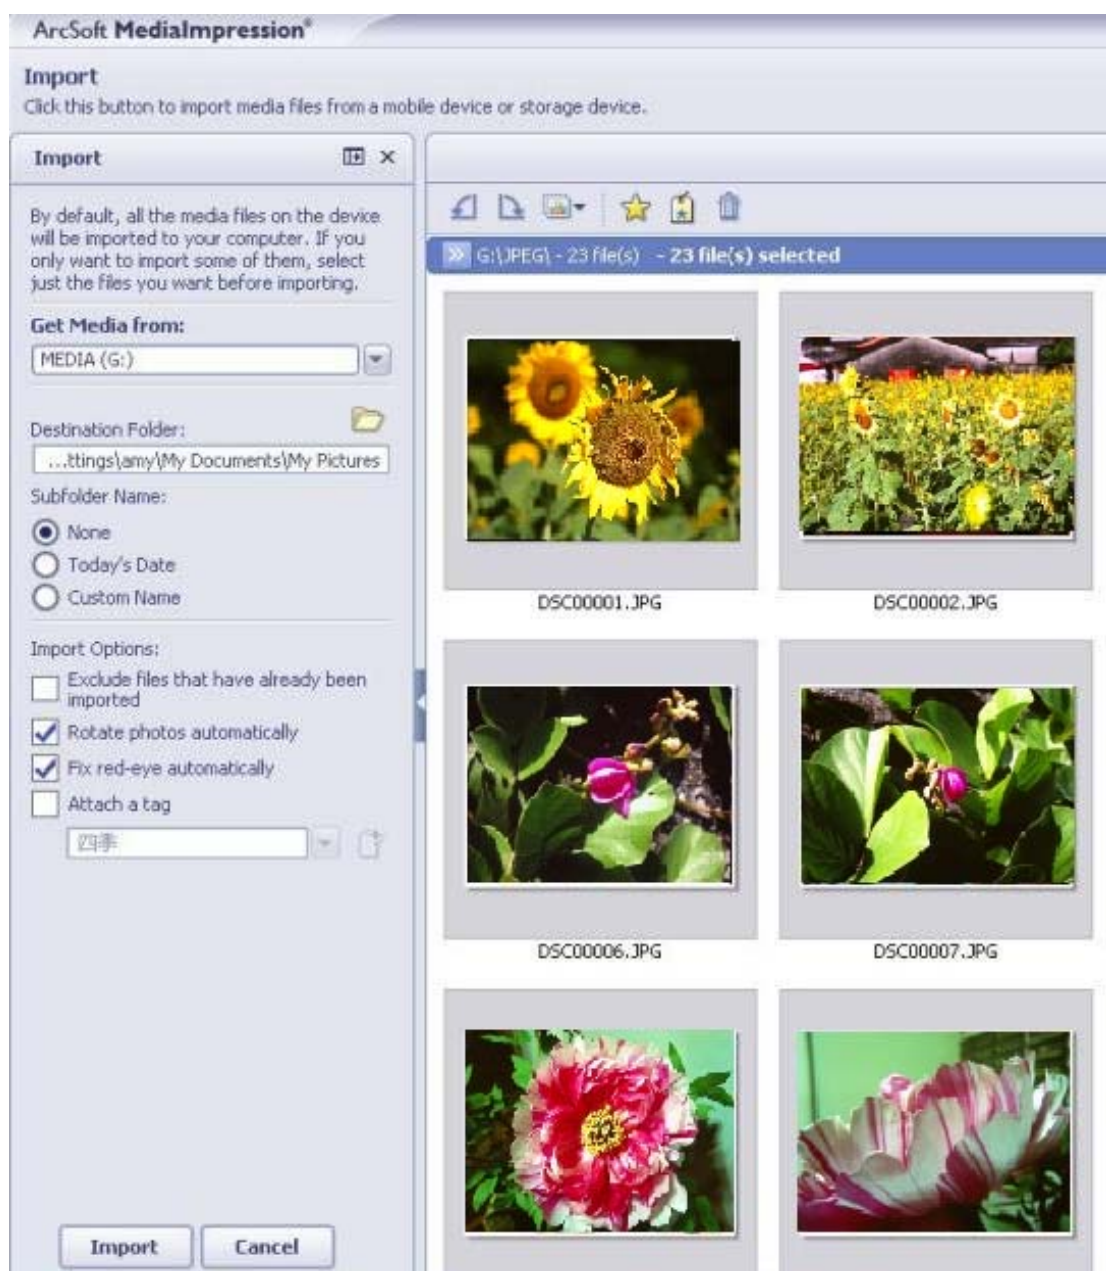 ArcSoft MediaImpression®
Import
Click this button to import media files from a mobile device or storage device.
Import
By default, all the media files on the device
will be imported to your computer. If you
only want to import some of them, select
just the files you want before importing.
Get Media from:
MEDIA (G:)
Destination Folder:
...ttings\amy\My Documents\My Pictures
Subfolder Name:
None
Today's Date
Custom Name
Import Options:
Exclude files that have already been
imported
Rotate photos automatically
Fix red-eye automatically
Attach a tag
四季
Import
Cancel
G:\JPEG\ - 23 file(s) - 23 file(s) selected
DSC00001.JPG
DSC00002.JPG
DSC00006.JPG
DSC00007.JPG